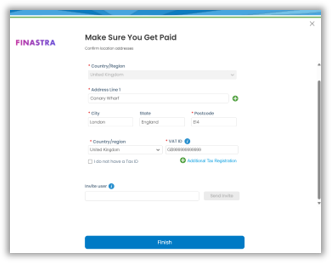 ×
FINASTRA
Make Sure You Get Paid
Confirm location addresses
* Country/Region
United Kingdom
* Address Line 1
Canary Wharf
* City
State
* Postcode
London
England
E14
* Country/region
* VAT ID
United Kingdom
I do not have a Tax ID
Additional Tax Registration
Invite user
Send Invite
Finish